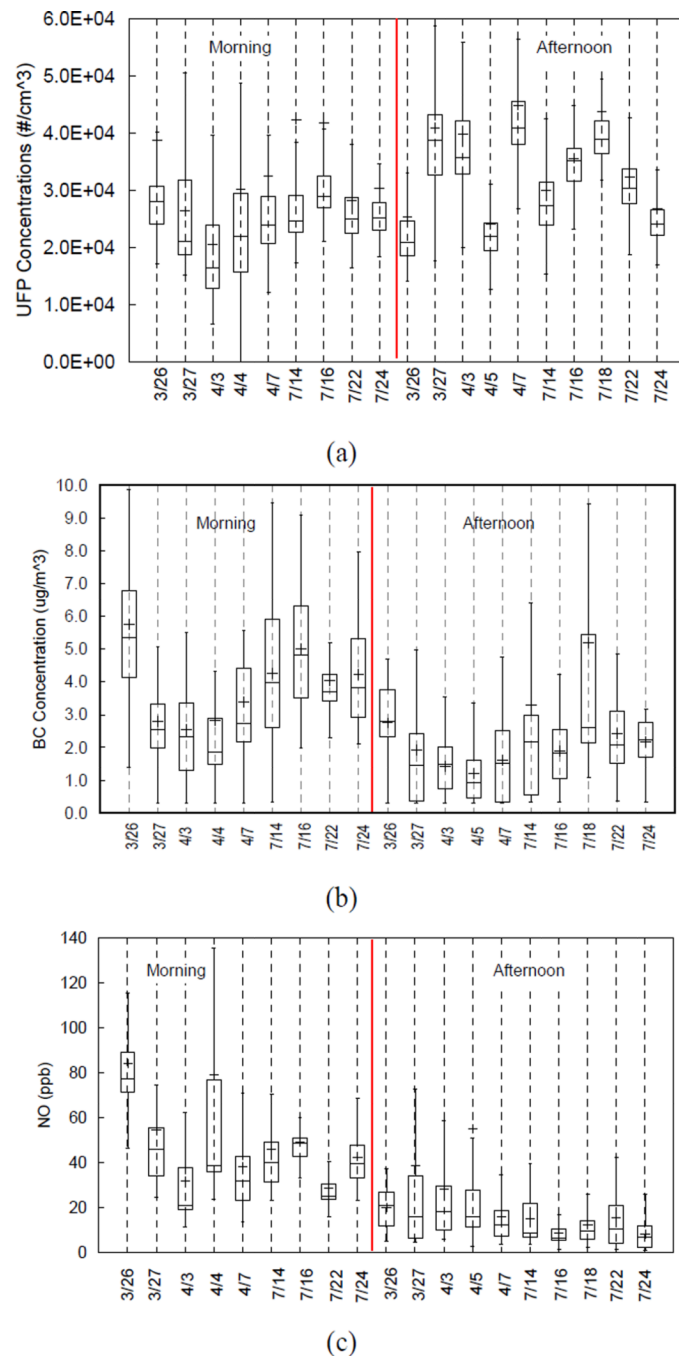 6.0E+04
Morning
Afternoon
5.0E+04
4.0E+04
3.0E+04
2.0E+04
1.0E+04
0.0E+00
UFP Concentrations (#/cm^3)
3/26 3/27 4/3 4/4 4/7 7/14 7/16 7/22 7/24 3/26 3/27 4/3 4/5 4/7 7/14 7/16 7/18 7/22 7/24
(a)
10.0
9.0
Morning
Afternoon
8.0
7.0
6.0
5.0
4.0
3.0
2.0
1.0
0.0
BC Concentration (ug/m^3)
3/26 3/27 4/3 4/4 4/7 7/14 7/16 7/22 7/24 3/26 3/27 4/3 4/5 4/7 7/14 7/16 7/18 7/22 7/24
(b)
140
Morning
Afternoon
120
100
80
60
40
20
0
NO (ppb)
3/26 3/27 4/3 4/4 4/7 7/14 7/16 7/22 7/24 3/26 3/27 4/3 4/5 4/7 7/14 7/16 7/18 7/22 7/24
(c)